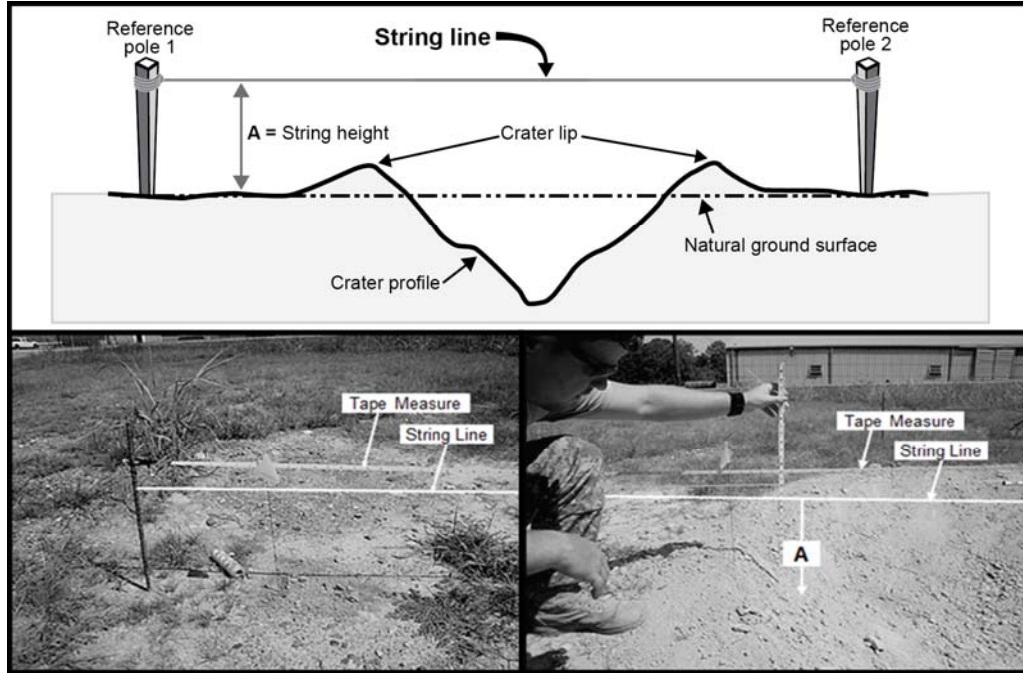 Reference
pole 1
String line
Reference
pole 2
A = String height
Crater lip
Natural ground surface
Crater profile
Tape Measure
String Line
Tape Measure
String Line
A